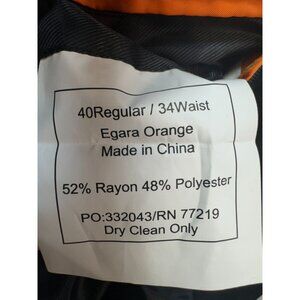 40Regular / 34Waist
Egara Orange
Made in China
52% Rayon 48% Polyester
PO:332043/RN 77219
Dry Clean Only